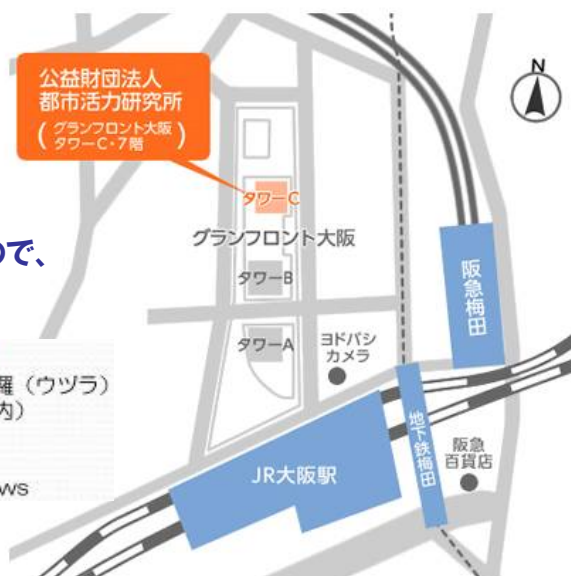 公益財団法人
都市活力研究所
(グランフロント大阪
タワーC・7階)
N
タワーC
グランフロント大阪
ので、
タワーB
阪急梅田
タワーA
ヨドバシ
カメラ
羅（ウヅラ）
内）
地下鉄梅田
阪急
百貨店
JR大阪駅
ws